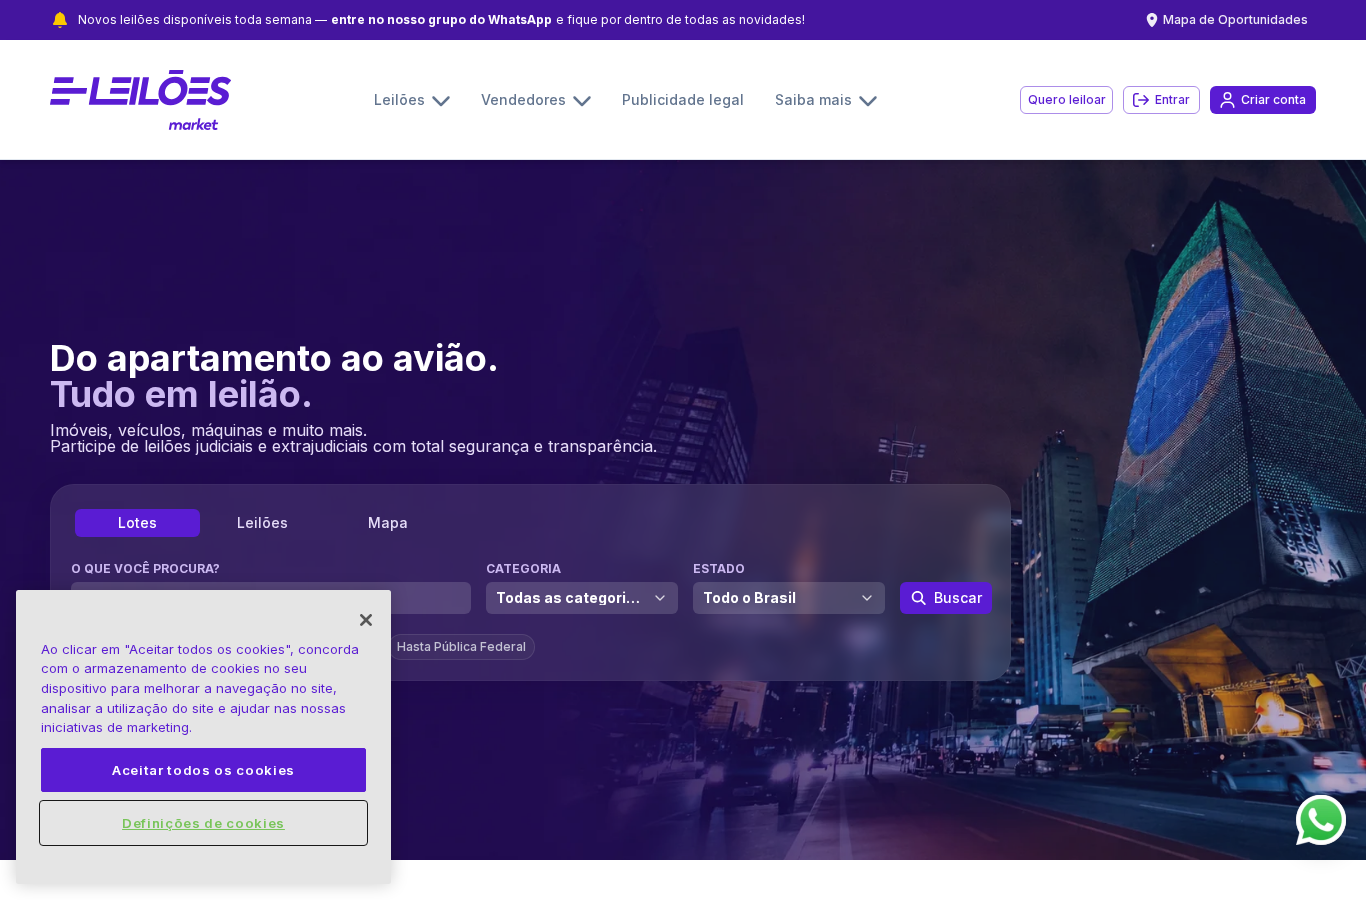 Novos leilões disponíveis toda semana — entre no nosso grupo do WhatsApp e fique por dentro de todas as novidades!
Mapa de Oportunidades
E-LEILÕES
market
Leilões
Vendedores
Publicidade legal
Saiba mais
Quero leiloar
Entrar
Criar conta
Do apartamento ao avião.
Tudo em leilão.
Imóveis, veículos, máquinas e muito mais.
Participe de leilões judiciais e extrajudiciais com total segurança e transparência.
Lotes
Leilões
Mapa
O QUE VOCÊ PROCURA?
CATEGORIA
ESTADO
Todas as categori...
Todo o Brasil
Buscar
Hasta Pública Federal
Ao clicar em "Aceitar todos os cookies", concorda
com o armazenamento de cookies no seu
dispositivo para melhorar a navegação no site,
analisar a utilização do site e ajudar nas nossas
iniciativas de marketing.
Aceitar todos os cookies
Definições de cookies